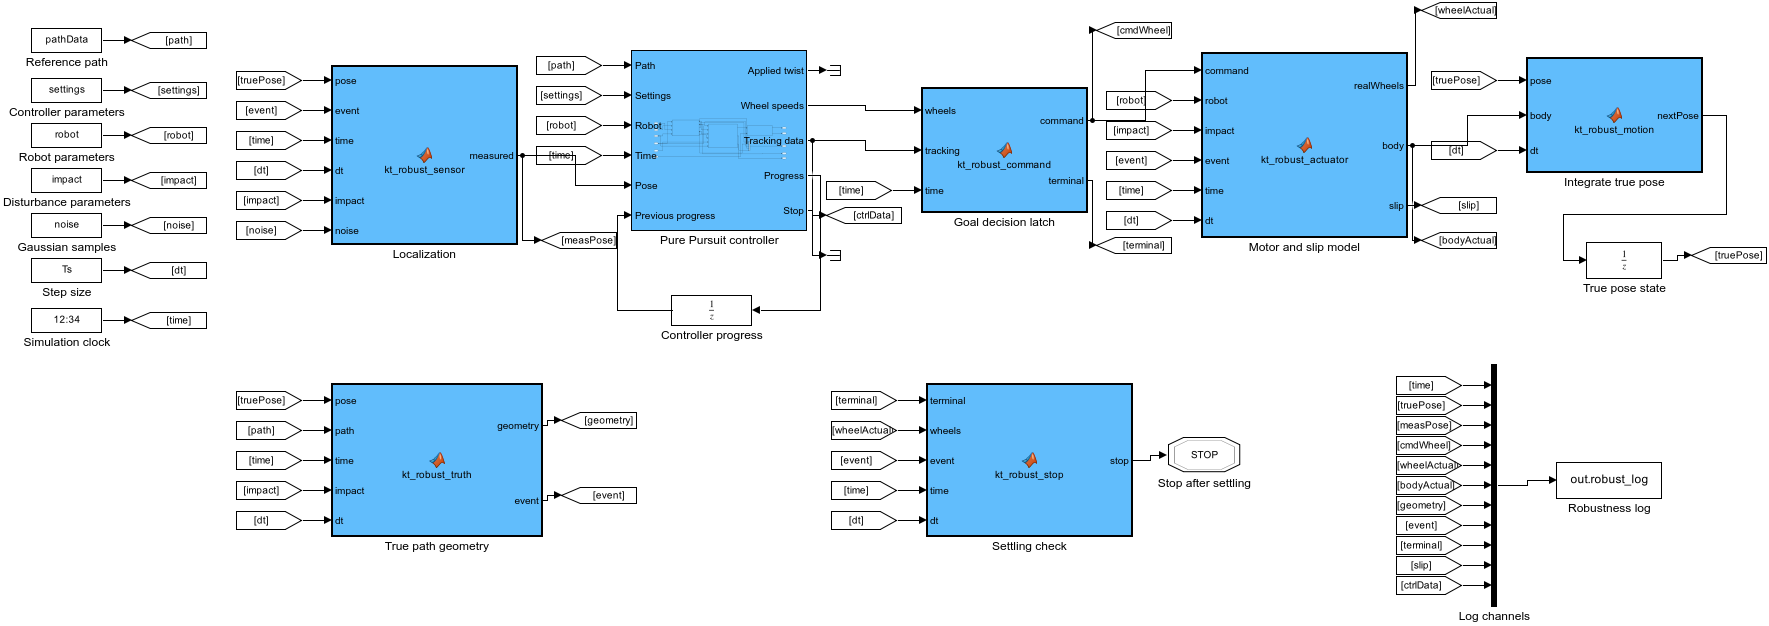 pathData
[path]
Reference path
settings
[settings]
Controller parameters
robot
[robot]
Robot parameters
impact
[impact]
Disturbance parameters
noise
[noise]
Gaussian samples
Ts
[dt]
Step size
12:34
[time]
Simulation clock
[truePose]
[event]
[time]
[dt]
[impact]
[noise]
pose
event
time
dt
impact
noise
kt_robust_sensor
measured
Localization
[measPose]
[path]
[settings]
[robot]
[time]
Path
Settings
Robot
Time
Pose
Previous progress
Applied twist
Wheel speeds
Tracking data
Progress
Stop
Pure Pursuit controller
1
z
Controller progress
[time]
[ctrlData]
wheels
tracking
time
kt_robust_command
command
terminal
Goal decision latch
[cmdWheel]
[terminal]
[robot]
[impact]
[event]
[time]
[dt]
command
robot
impact
event
time
dt
kt_robust_actuator
realWheels
body
slip
Motor and slip model
[wheelActual]
[slip]
[bodyActual]
[truePose]
[dt]
pose
body
dt
kt_robust_motion
nextPose
Integrate true pose
1
z
True pose state
[truePose]
[truePose]
[path]
[time]
[impact]
[dt]
pose
path
time
impact
dt
kt_robust_truth
geometry
event
True path geometry
[geometry]
[event]
[terminal]
[wheelActual]
[event]
[time]
[dt]
terminal
wheels
event
time
dt
kt_robust_stop
stop
Settling check
STOP
Stop after settling
[time]
[truePose]
[measPose]
[cmdWheel]
[wheelActual]
[bodyActual]
[geometry]
[event]
[terminal]
[slip]
[ctrlData]
Log channels
out.robust_log
Robustness log